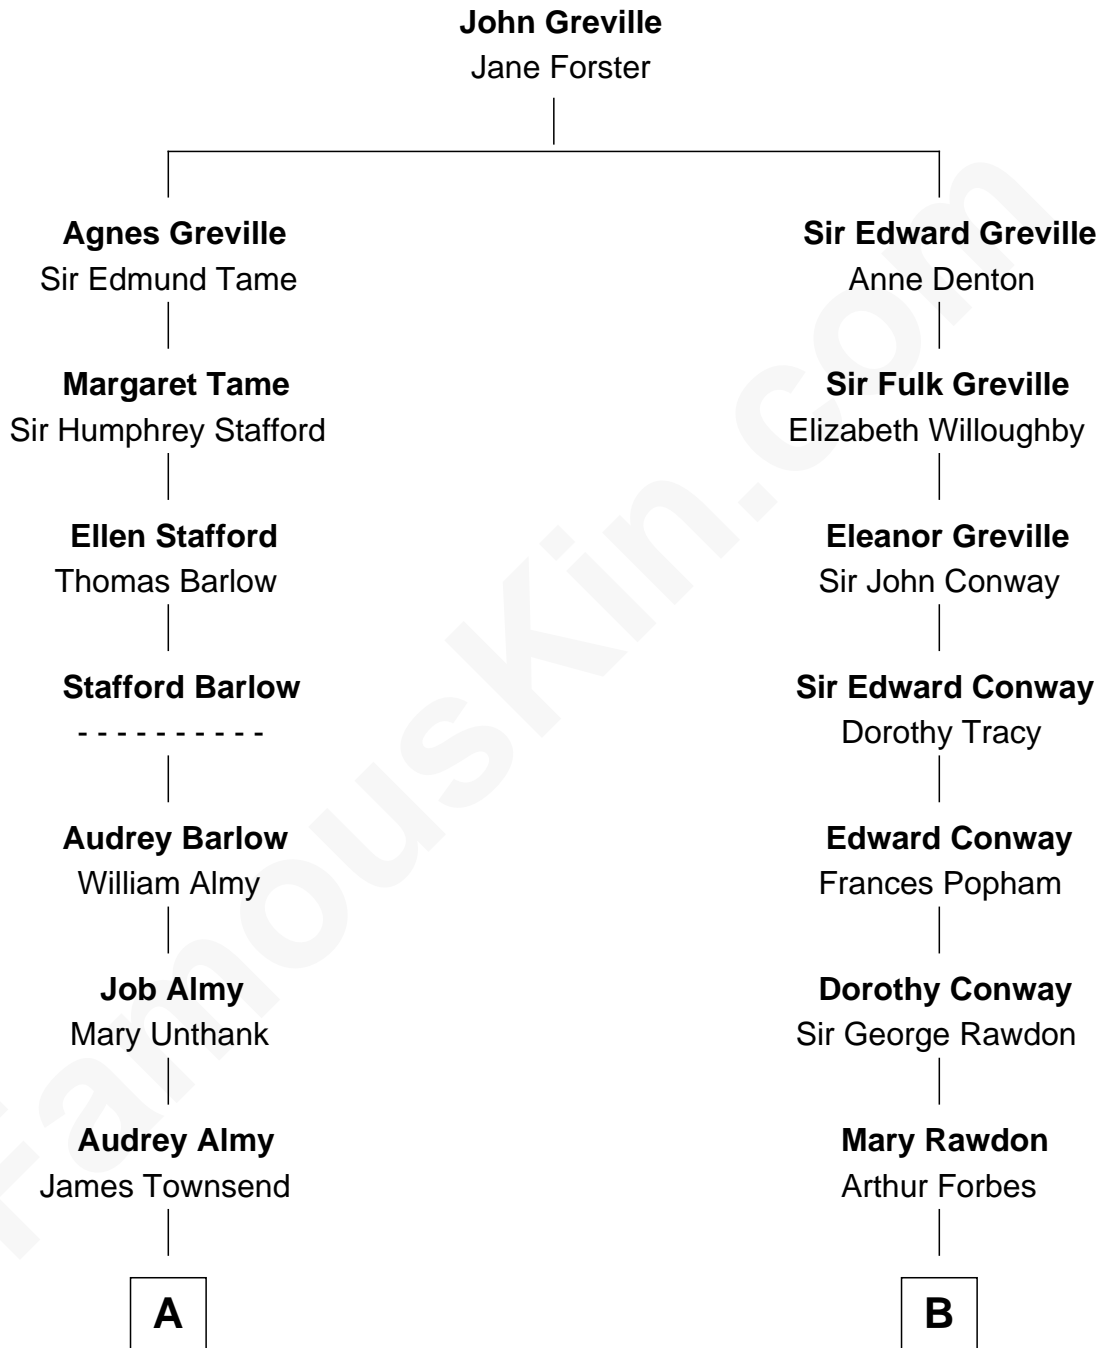 John Greville
Jane Forster
Agnes Greville
Sir Edmund Tame
Sir Edward Greville
Anne Denton
Margaret Tame
Sir Humphrey Stafford
Sir Fulk Greville
Elizabeth Willoughby
Ellen Stafford
Thomas Barlow
Eleanor Greville
Sir John Conway
Stafford Barlow
- - - - - - - - - -
Sir Edward Conway
Dorothy Tracy
Audrey Barlow
William Almy
Edward Conway
Frances Popham
Job Almy
Mary Unthank
Dorothy Conway
Sir George Rawdon
Audrey Almy
James Townsend
Mary Rawdon
Arthur Forbes
A
B
FamousKin.com